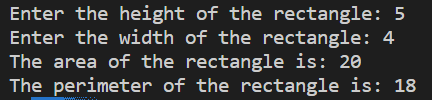 Enter the height of the rectangle: 5
Enter the width of the rectangle: 4
The area of the rectangle is: 20
The perimeter of the rectangle is: 18